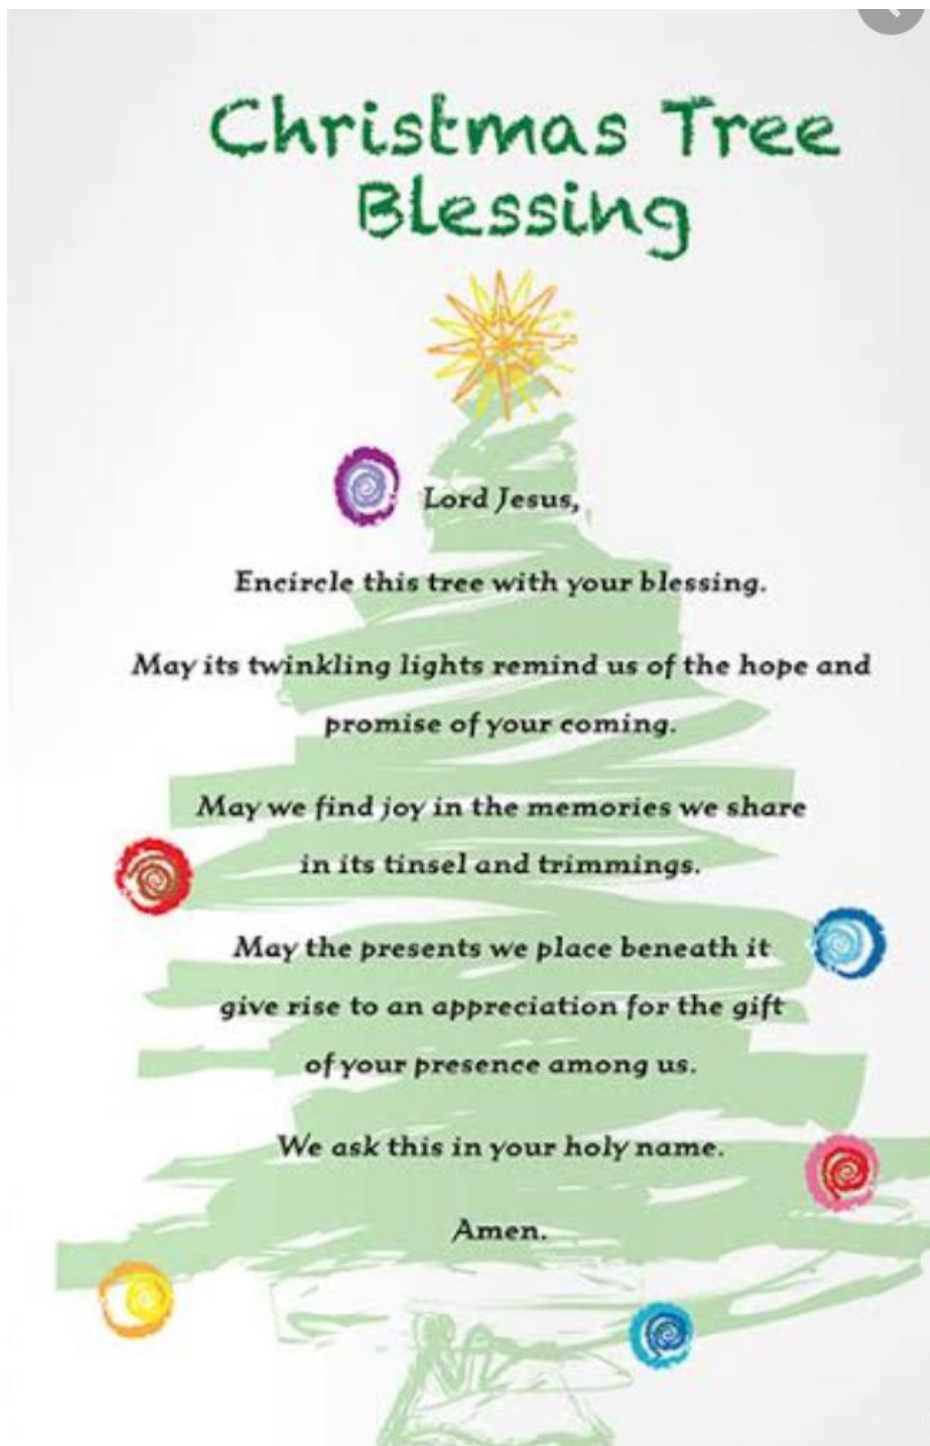 Christmas Tree
Blessing
Lord Jesus,
Encircle this tree with your blessing.
May its twinkling lights remind us of the hope and
promise of your coming.
May we find joy in the memories we share
in its tinsel and trimmings.
May the presents we place beneath it
give rise to an appreciation for the gift
of your presence among us.
We ask this in your holy name.
Amen.